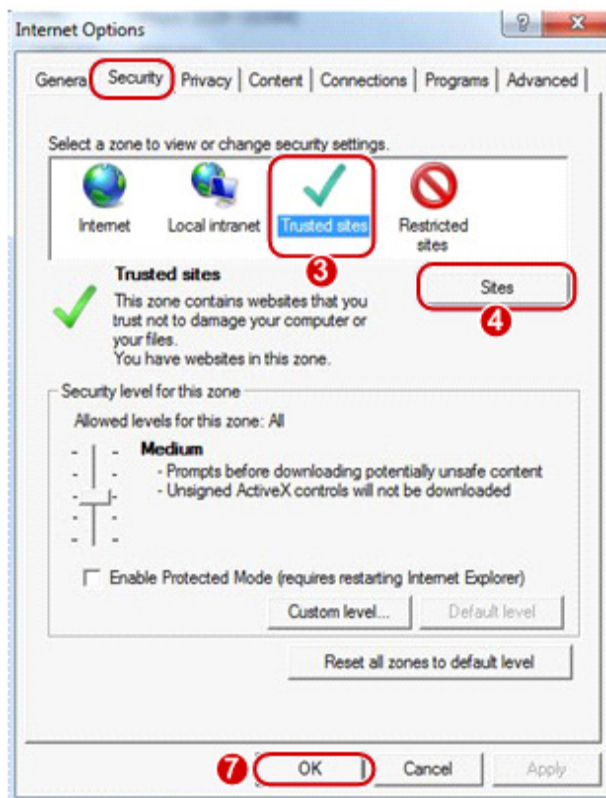 Internet Options
General Security Privacy Content Connections Programs Advanced
Select a zone to view or change security settings.
Internet Local intranet Trusted sites Restricted sites
3
Trusted sites
Sites
4
This zone contains websites that you
trust not to damage your computer or
your files.
You have websites in this zone.
Security level for this zone
Allowed levels for this zone: All
Medium
- Prompts before downloading potentially unsafe content
- Unsigned ActiveX controls will not be downloaded
Enable Protected Mode (requires restarting Internet Explorer)
Custom level... Default level
Reset all zones to default level
7 OK Cancel Apply